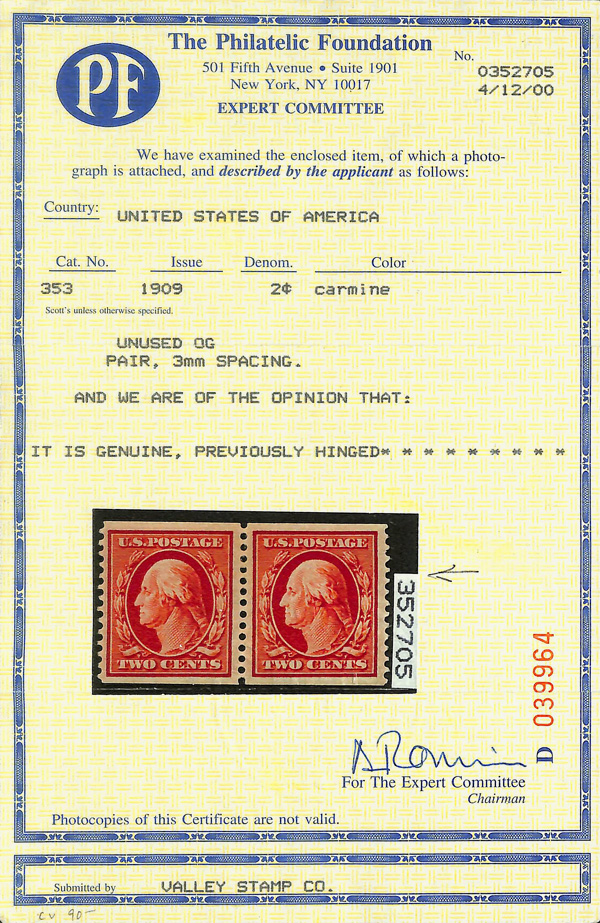 PF
The Philatelic Foundation
501 Fifth Avenue • Suite 1901
New York, NY 10017
EXPERT COMMITTEE
No.
0352705
4/12/00
We have examined the enclosed item, of which a photo-
graph is attached, and described by the applicant as follows:
Country: UNITED STATES OF AMERICA
Cat. No. Issue Denom. Color
353 1909 2¢ carmine
Scott's unless otherwise specified.
UNUSED OG
PAIR, 3mm SPACING.
AND WE ARE OF THE OPINION THAT:
IT IS GENUINE, PREVIOUSLY HINGED* * * * * * * * *
U.S. POSTAGE U.S. POSTAGE
TWO CENTS TWO CENTS
352705
D 039964
For The Expert Committee
Chairman
Photocopies of this Certificate are not valid.
Submitted by VALLEY STAMP CO.
CV 90-